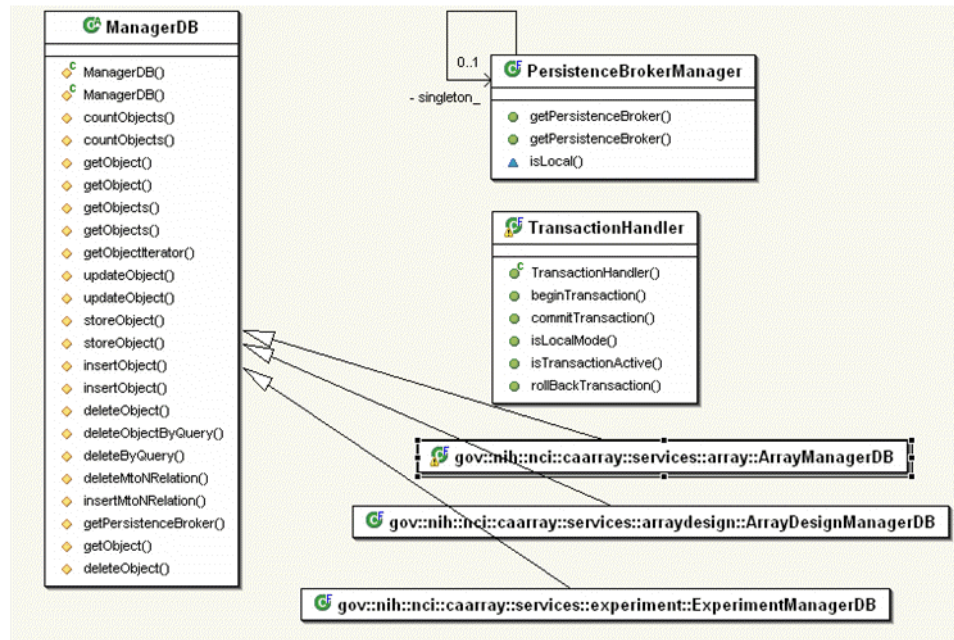 ManagerDB
ManagerDB()
ManagerDB()
countObjects()
countObjects()
getObject()
getObject()
getObjects()
getObjects()
getObjectIterator()
updateObject()
updateObject()
storeObject()
storeObject()
insertObject()
insertObject()
deleteObject()
deleteObjectByQuery()
deleteByQuery()
deleteMtoNRelation()
insertMtoNRelation()
getPersistenceBroker()
getObject()
deleteObject()
0..1
- singleton_
PersistenceBrokerManager
getPersistenceBroker()
getPersistenceBroker()
isLocal()
TransactionHandler
TransactionHandler()
beginTransaction()
commitTransaction()
isLocalMode()
isTransactionActive()
rollBackTransaction()
gov::nih::nci::caarray::services::array::ArrayManagerDB
gov::nih::nci::caarray::services::arraydesign::ArrayDesignManagerDB
gov::nih::nci::caarray::services::experiment::ExperimentManagerDB